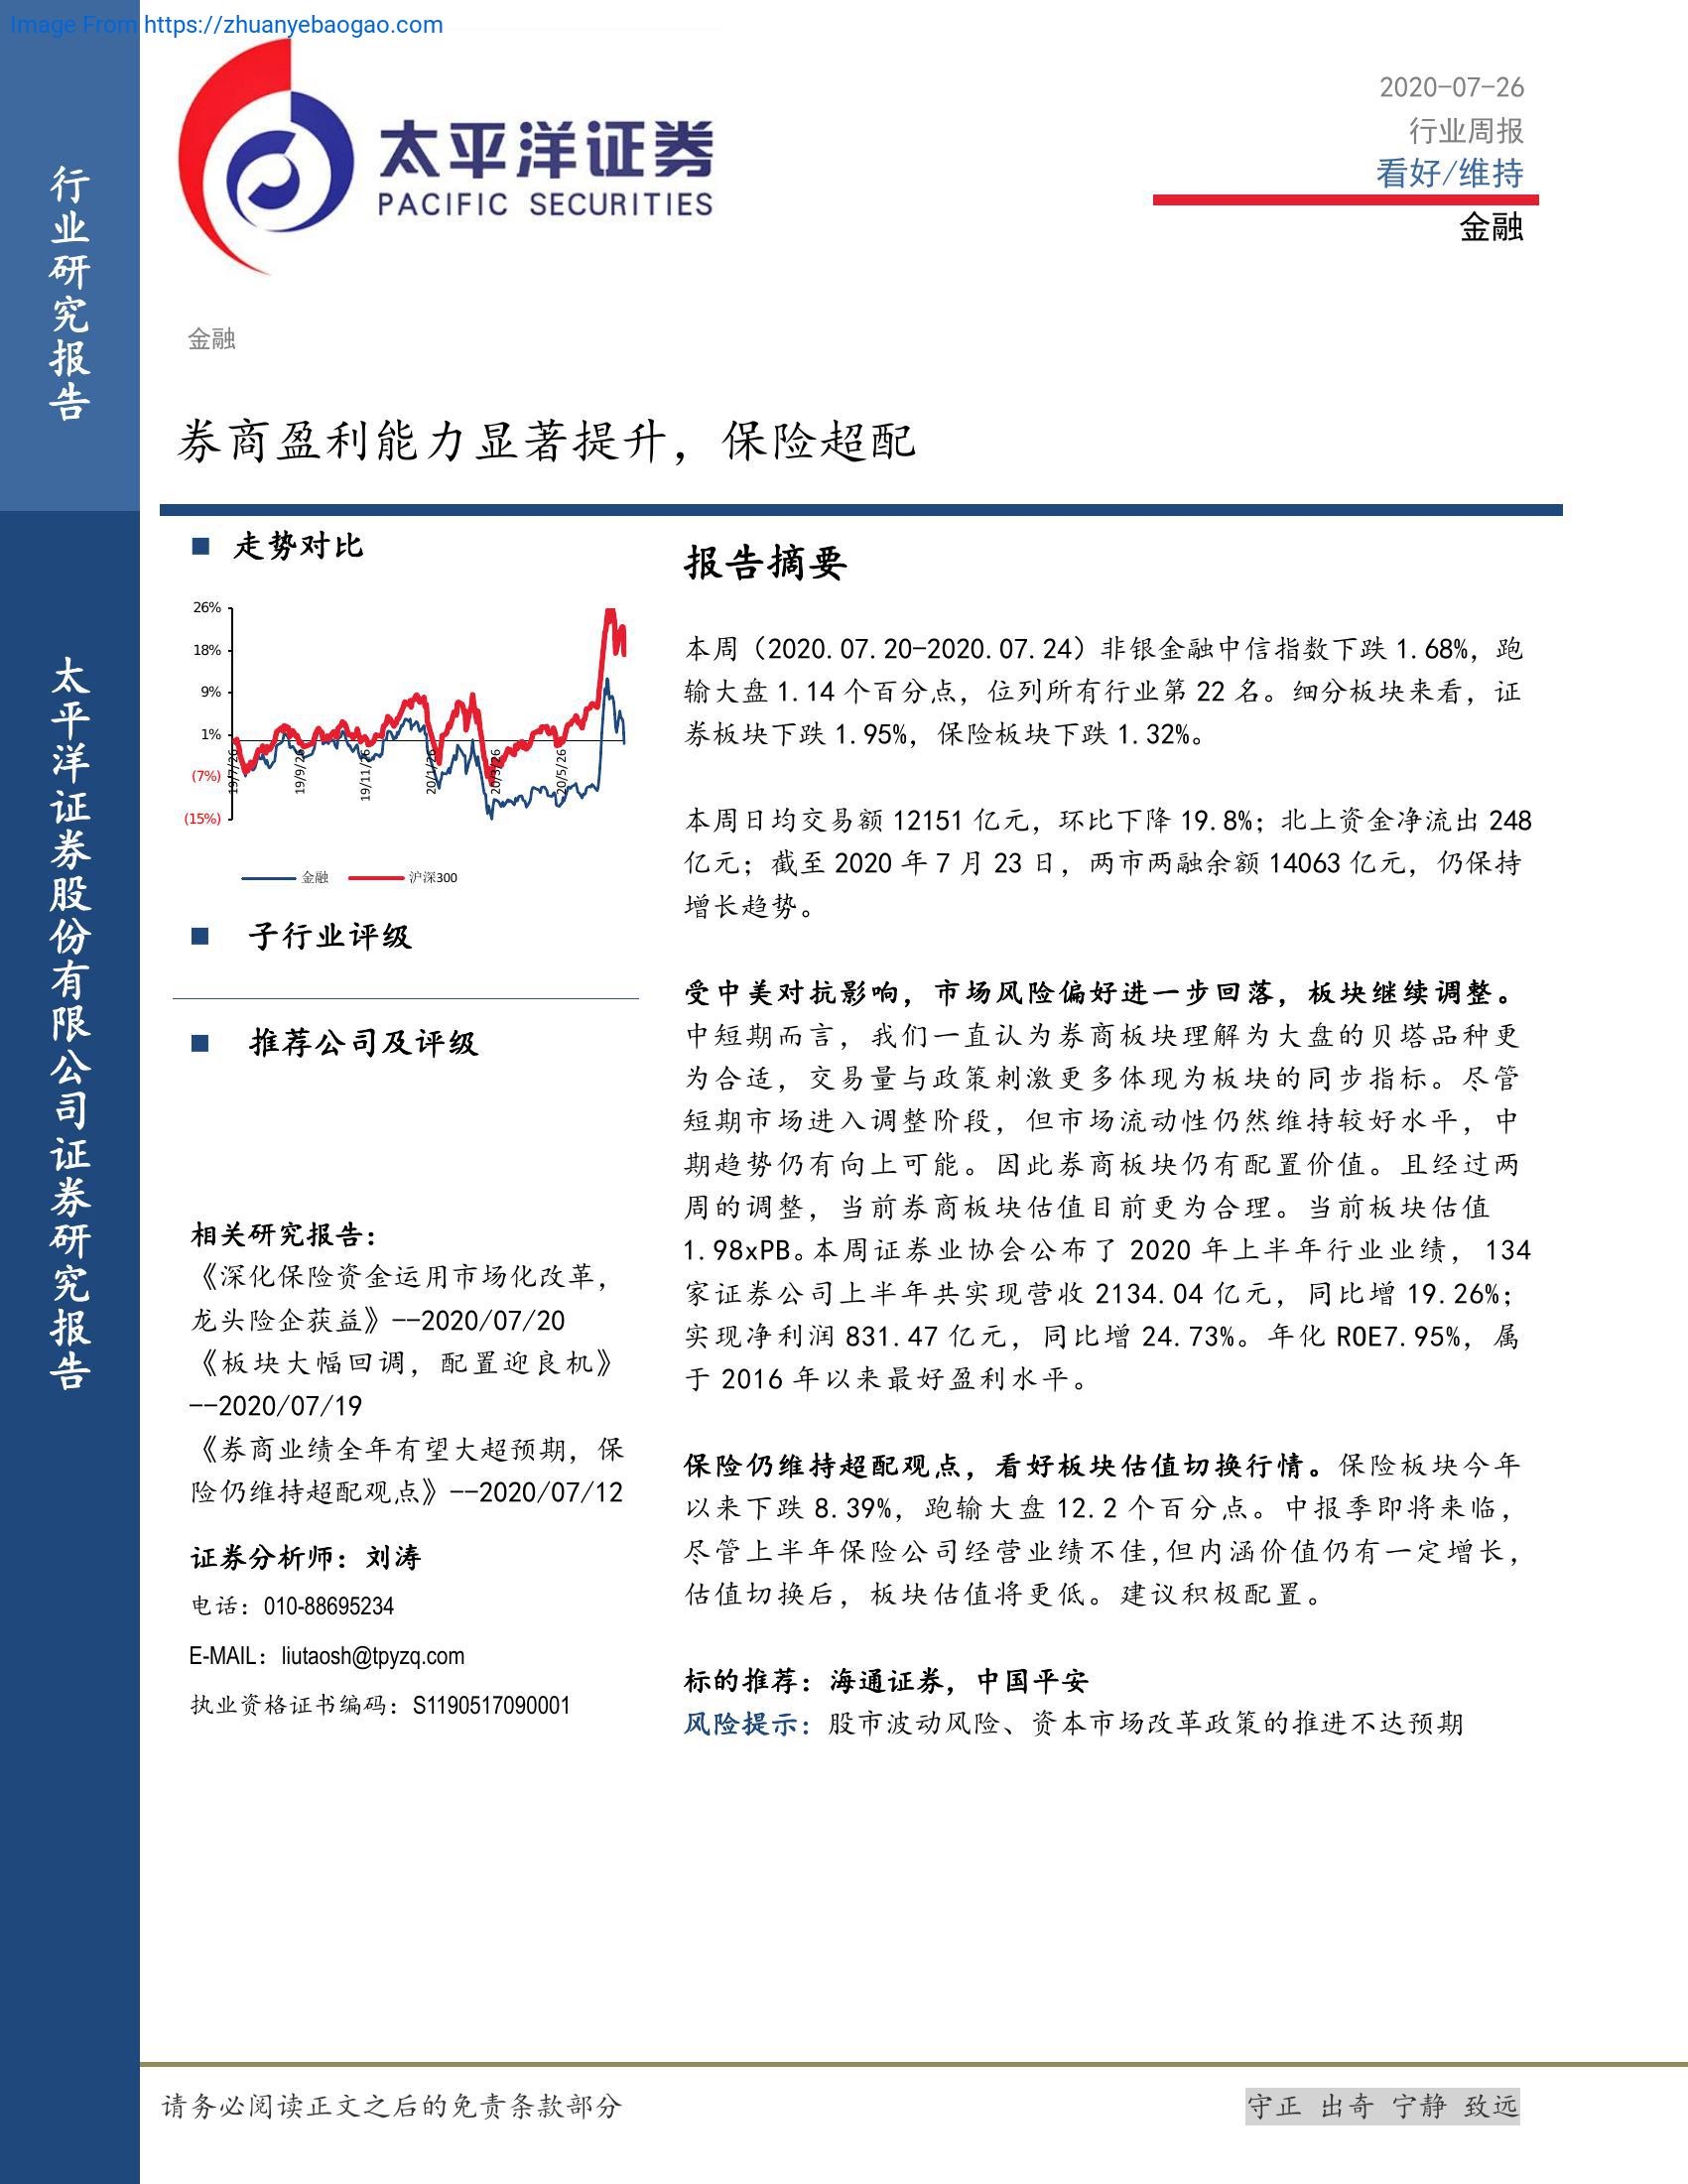 Image From https://zhuanyebaogao.com
行业研究报告
太平洋证券股份有限公司证券研究报告
太平洋证券
PACIFIC SECURITIES
2020-07-26
行业周报
看好/维持
金融
金融
券商盈利能力显著提升，保险超配
■ 走势对比
26%
18%
9%
1%
(7%)
(15%)
19/7/26
19/9/26
19/11/26
20/1/26
20/3/26
20/5/26
金融 沪深300
■ 子行业评级
■ 推荐公司及评级
相关研究报告：
《深化保险资金运用市场化改革，
龙头险企获益》--2020/07/20
《板块大幅回调，配置迎良机》
--2020/07/19
《券商业绩全年有望大超预期，保
险仍维持超配观点》--2020/07/12
证券分析师：刘涛
电话：010-88695234
E-MAIL：liutaosh@tpyzq.com
执业资格证书编码：S1190517090001
报告摘要
本周（2020.07.20-2020.07.24）非银金融中信指数下跌 1.68%，跑
输大盘 1.14 个百分点，位列所有行业第 22 名。细分板块来看，证
券板块下跌 1.95%，保险板块下跌 1.32%。
本周日均交易额 12151 亿元，环比下降 19.8%；北上资金净流出 248
亿元；截至 2020 年 7 月 23 日，两市两融余额 14063 亿元，仍保持
增长趋势。
受中美对抗影响，市场风险偏好进一步回落，板块继续调整。
中短期而言，我们一直认为券商板块理解为大盘的贝塔品种更
为合适，交易量与政策刺激更多体现为板块的同步指标。尽管
短期市场进入调整阶段，但市场流动性仍然维持较好水平，中
期趋势仍有向上可能。因此券商板块仍有配置价值。且经过两
周的调整，当前券商板块估值目前更为合理。当前板块估值
1.98xPB。本周证券业协会公布了 2020 年上半年行业业绩，134
家证券公司上半年共实现营收 2134.04 亿元，同比增 19.26%；
实现净利润 831.47 亿元，同比增 24.73%。年化 ROE7.95%，属
于 2016 年以来最好盈利水平。
保险仍维持超配观点，看好板块估值切换行情。保险板块今年
以来下跌 8.39%，跑输大盘 12.2 个百分点。中报季即将来临，
尽管上半年保险公司经营业绩不佳,但内涵价值仍有一定增长，
估值切换后，板块估值将更低。建议积极配置。
标的推荐：海通证券，中国平安
风险提示：股市波动风险、资本市场改革政策的推进不达预期
请务必阅读正文之后的免责条款部分
守正 出奇 宁静 致远